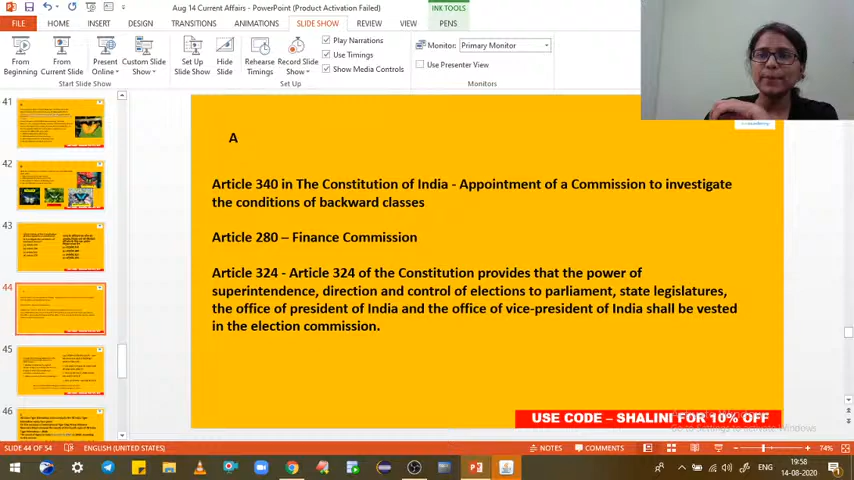 Aug 14 Current Affairs - PowerPoint (Product Activation Failed)
INK TOOLS
FILE HOME INSERT DESIGN TRANSITIONS ANIMATIONS SLIDE SHOW REVIEW VIEW PENS
From Beginning
From Current Slide
Present Online
Custom Slide Show
Start Slide Show
Set Up Slide Show
Hide Slide
Rehearse Timings
Record Slide Show
Play Narrations
Use Timings
Show Media Controls
Set Up
Monitor: Primary Monitor
Use Presenter View
Monitors
41
42
43
44
45
46
A
Article 340 in The Constitution of India - Appointment of a Commission to investigate
the conditions of backward classes
Article 280 – Finance Commission
Article 324 - Article 324 of the Constitution provides that the power of
superintendence, direction and control of elections to parliament, state legislatures,
the office of president of India and the office of vice-president of India shall be vested
in the election commission.
USE CODE – SHALINI FOR 10% OFF
SLIDE 44 OF 54 ENGLISH (UNITED STATES) NOTES COMMENTS 74%
ENG
19:58
14-08-2020